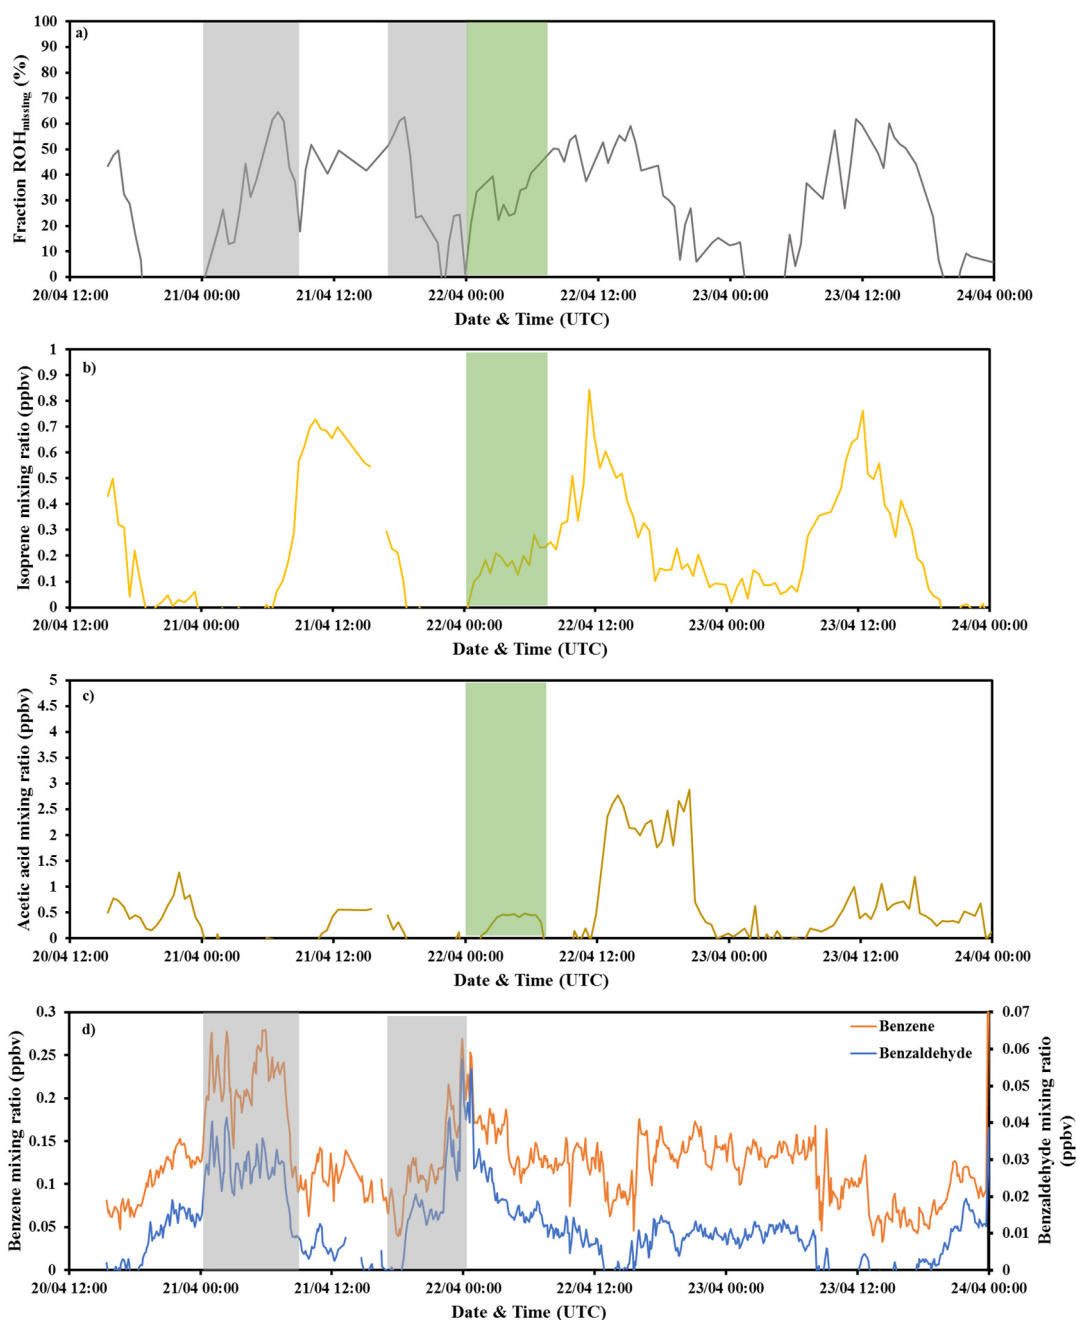 a)
Fraction ROHmissing (%)
100
90
80
70
60
50
40
30
20
10
0
20/04 12:00 21/04 00:00 21/04 12:00 22/04 00:00 22/04 12:00 23/04 00:00 23/04 12:00 24/04 00:00
Date & Time (UTC)
b)
Isoprene mixing ratio (ppbv)
1
0.9
0.8
0.7
0.6
0.5
0.4
0.3
0.2
0.1
0
20/04 12:00 21/04 00:00 21/04 12:00 22/04 00:00 22/04 12:00 23/04 00:00 23/04 12:00 24/04 00:00
Date & Time (UTC)
c)
Acetic acid mixing ratio (ppbv)
5
4.5
4
3.5
3
2.5
2
1.5
1
0.5
0
20/04 12:00 21/04 00:00 21/04 12:00 22/04 00:00 22/04 12:00 23/04 00:00 23/04 12:00 24/04 00:00
Date & Time (UTC)
d)
Benzene mixing ratio (ppbv)
0.3
0.25
0.2
0.15
0.1
0.05
0
Benzene
Benzaldehyde
0.07
0.06
0.05
0.04
0.03
0.02
0.01
0
Benzaldehyde mixing ratio
(ppbv)
20/04 12:00 21/04 00:00 21/04 12:00 22/04 00:00 22/04 12:00 23/04 00:00 23/04 12:00 24/04 00:00
Date & Time (UTC)